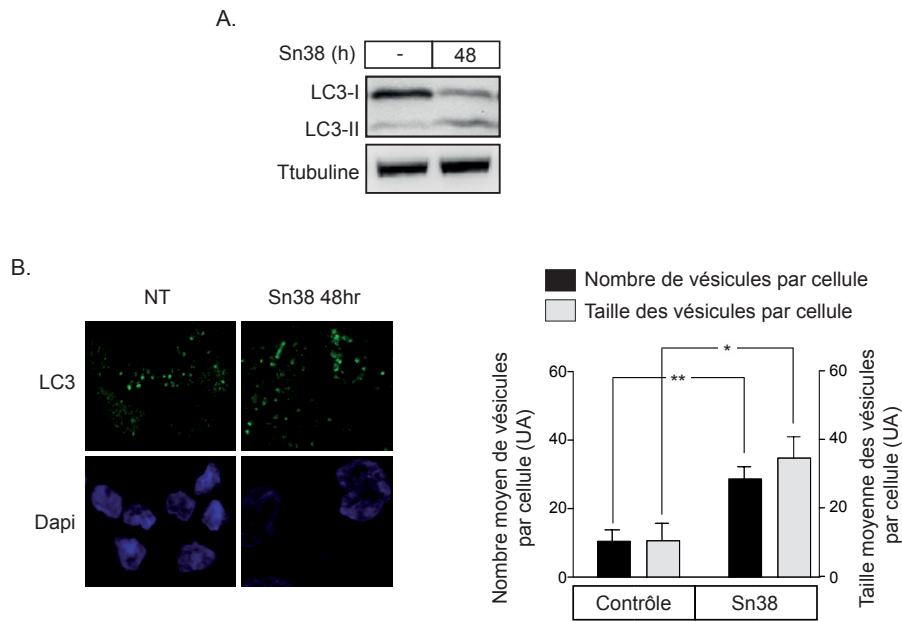 A.
Sn38 (h)
-
48
LC3-I
LC3-II
Ttubuline
B.
NT
Sn38 48hr
LC3
Dapi
Nombre de vésicules par cellule
Taille des vésicules par cellule
Nombre moyen de vésicules
par cellule (UA)
60
40
20
0
**
*
60
40
20
0
Taille moyenne des vésicules
par cellule (UA)
Contrôle
Sn38